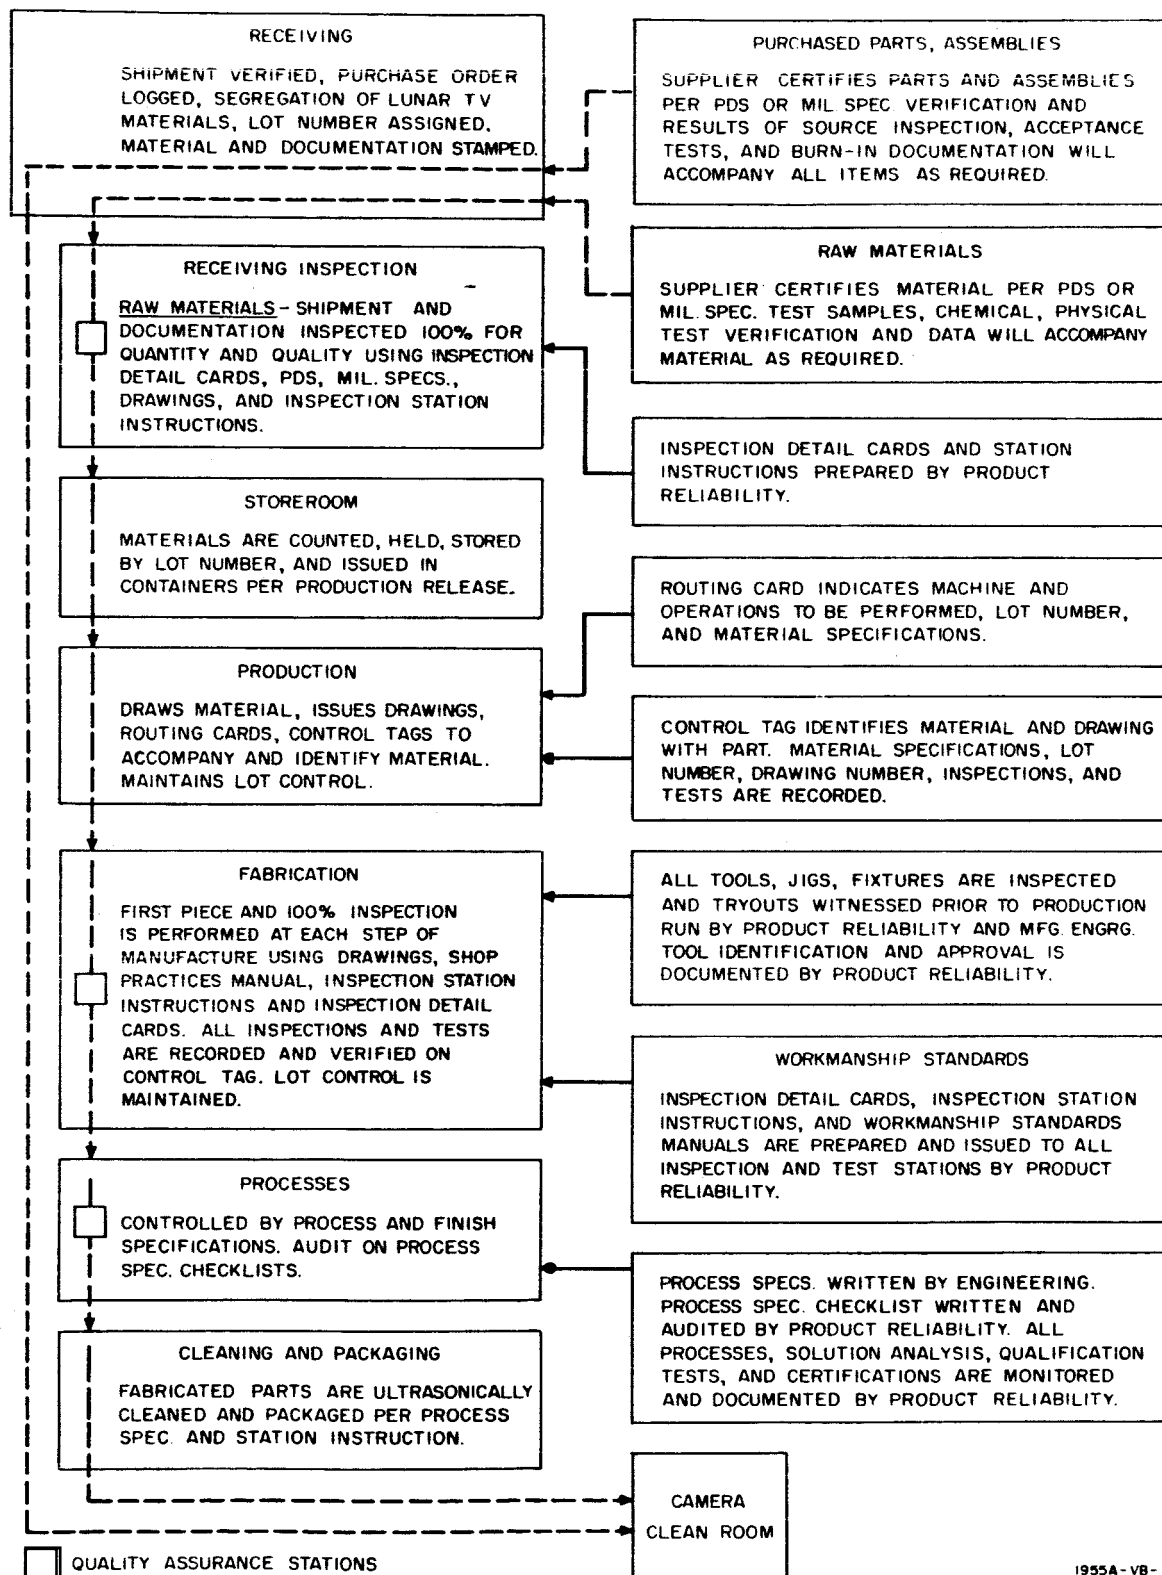 RECEIVING
SHIPMENT VERIFIED, PURCHASE ORDER
LOGGED, SEGREGATION OF LUNAR TV
MATERIALS, LOT NUMBER ASSIGNED.
MATERIAL AND DOCUMENTATION STAMPED.
PURCHASED PARTS, ASSEMBLIES
SUPPLIER CERTIFIES PARTS AND ASSEMBLIES
PER PDS OR MIL. SPEC. VERIFICATION AND
RESULTS OF SOURCE INSPECTION, ACCEPTANCE
TESTS, AND BURN-IN DOCUMENTATION WILL
ACCOMPANY ALL ITEMS AS REQUIRED.
RECEIVING INSPECTION
RAW MATERIALS - SHIPMENT AND
DOCUMENTATION INSPECTED 100% FOR
QUANTITY AND QUALITY USING INSPECTION
DETAIL CARDS, PDS, MIL. SPECS.,
DRAWINGS, AND INSPECTION STATION
INSTRUCTIONS.
RAW MATERIALS
SUPPLIER CERTIFIES MATERIAL PER PDS OR
MIL. SPEC. TEST SAMPLES, CHEMICAL, PHYSICAL
TEST VERIFICATION AND DATA WILL ACCOMPANY
MATERIAL AS REQUIRED.
INSPECTION DETAIL CARDS AND STATION
INSTRUCTIONS PREPARED BY PRODUCT
RELIABILITY.
STOREROOM
MATERIALS ARE COUNTED, HELD, STORED
BY LOT NUMBER, AND ISSUED IN
CONTAINERS PER PRODUCTION RELEASE.
ROUTING CARD INDICATES MACHINE AND
OPERATIONS TO BE PERFORMED, LOT NUMBER,
AND MATERIAL SPECIFICATIONS.
PRODUCTION
DRAWS MATERIAL, ISSUES DRAWINGS,
ROUTING CARDS, CONTROL TAGS TO
ACCOMPANY AND IDENTIFY MATERIAL.
MAINTAINS LOT CONTROL.
CONTROL TAG IDENTIFIES MATERIAL AND DRAWING
WITH PART. MATERIAL SPECIFICATIONS, LOT
NUMBER, DRAWING NUMBER, INSPECTIONS, AND
TESTS ARE RECORDED.
FABRICATION
FIRST PIECE AND 100% INSPECTION
IS PERFORMED AT EACH STEP OF
MANUFACTURE USING DRAWINGS, SHOP
PRACTICES MANUAL, INSPECTION STATION
INSTRUCTIONS AND INSPECTION DETAIL
CARDS. ALL INSPECTIONS AND TESTS
ARE RECORDED AND VERIFIED ON
CONTROL TAG. LOT CONTROL IS
MAINTAINED.
ALL TOOLS, JIGS, FIXTURES ARE INSPECTED
AND TRYOUTS WITNESSED PRIOR TO PRODUCTION
RUN BY PRODUCT RELIABILITY AND MFG. ENGRG.
TOOL IDENTIFICATION AND APPROVAL IS
DOCUMENTED BY PRODUCT RELIABILITY.
WORKMANSHIP STANDARDS
INSPECTION DETAIL CARDS, INSPECTION STATION
INSTRUCTIONS, AND WORKMANSHIP STANDARDS
MANUALS ARE PREPARED AND ISSUED TO ALL
INSPECTION AND TEST STATIONS BY PRODUCT
RELIABILITY.
PROCESSES
CONTROLLED BY PROCESS AND FINISH
SPECIFICATIONS. AUDIT ON PROCESS
SPEC. CHECKLISTS.
PROCESS SPECS. WRITTEN BY ENGINEERING.
PROCESS SPEC. CHECKLIST WRITTEN AND
AUDITED BY PRODUCT RELIABILITY. ALL
PROCESSES, SOLUTION ANALYSIS, QUALIFICATION
TESTS, AND CERTIFICATIONS ARE MONITORED
AND DOCUMENTED BY PRODUCT RELIABILITY.
CLEANING AND PACKAGING
FABRICATED PARTS ARE ULTRASONICALLY
CLEANED AND PACKAGED PER PROCESS
SPEC. AND STATION INSTRUCTION.
CAMERA
CLEAN ROOM
QUALITY ASSURANCE STATIONS
1955A-VB-